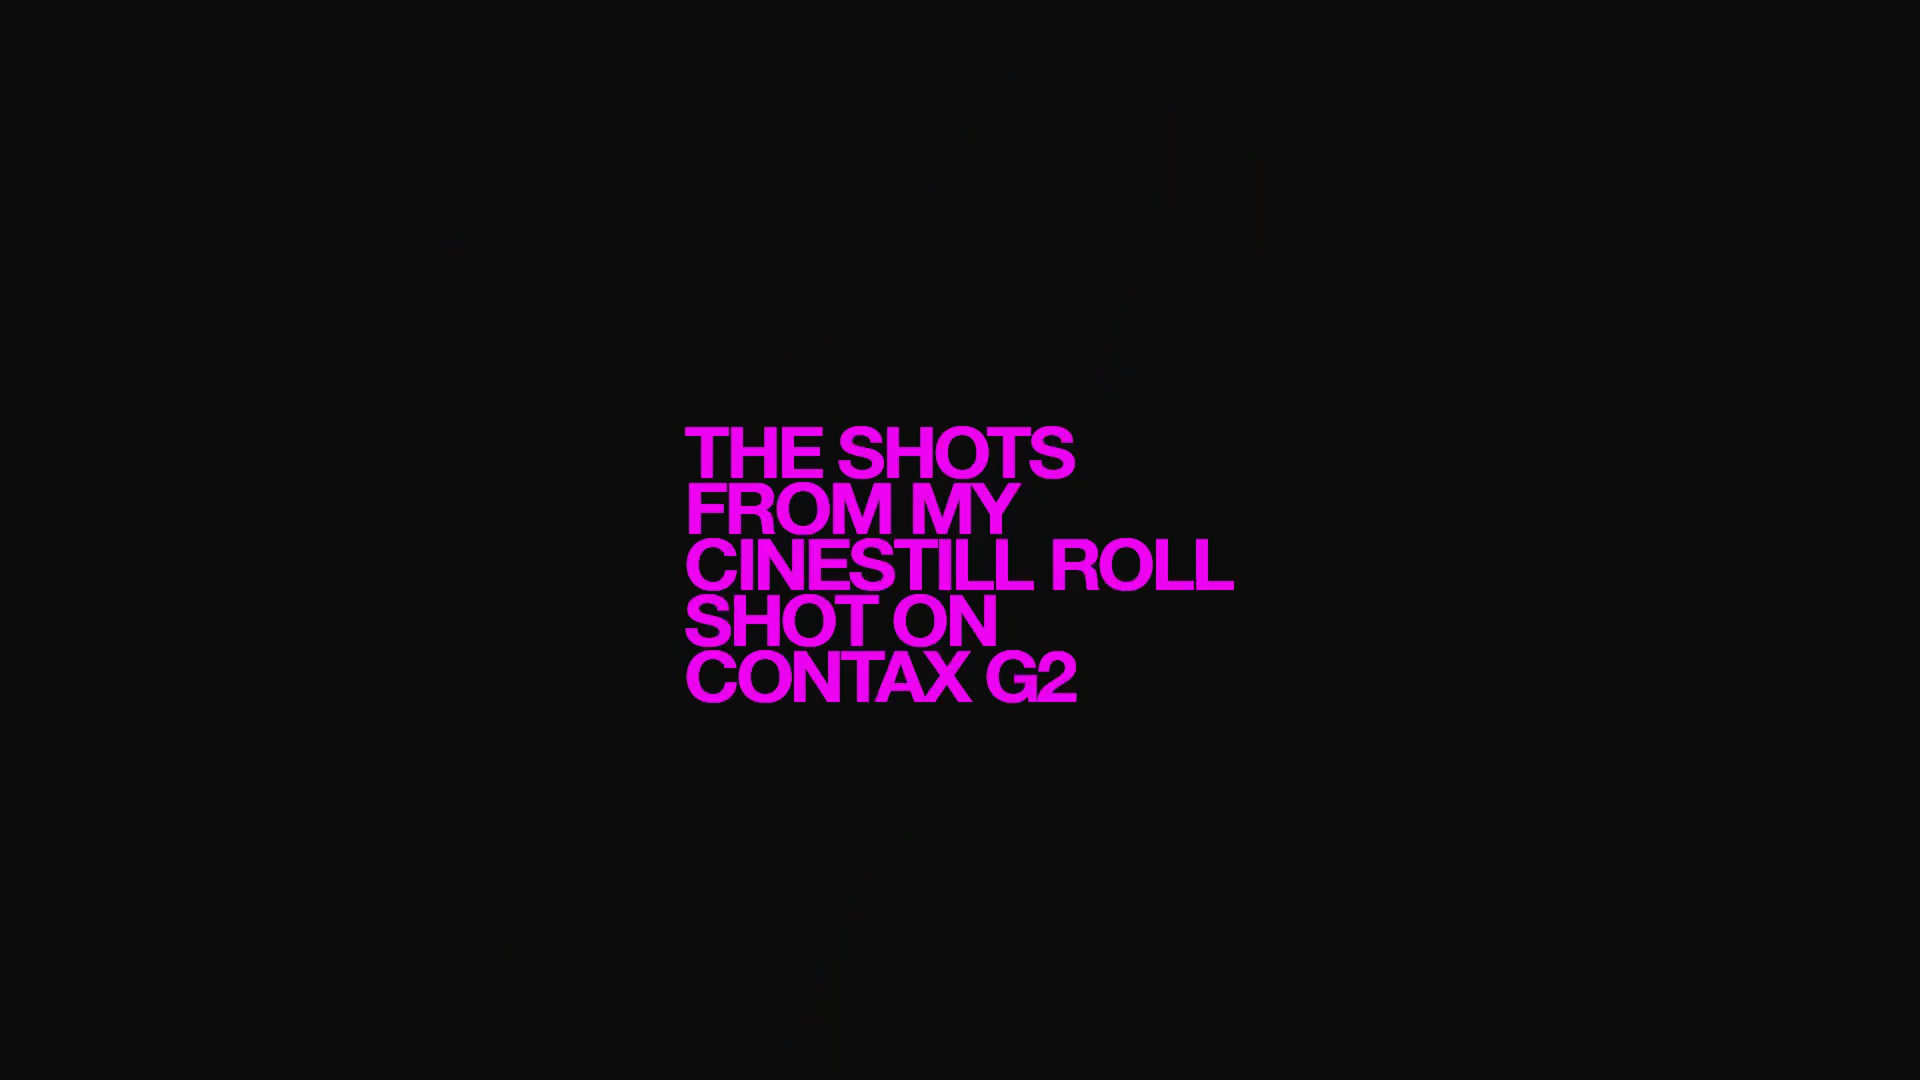 THE SHOTS
FROM MY
CINESTILL ROLL
SHOT ON
CONTAX G2